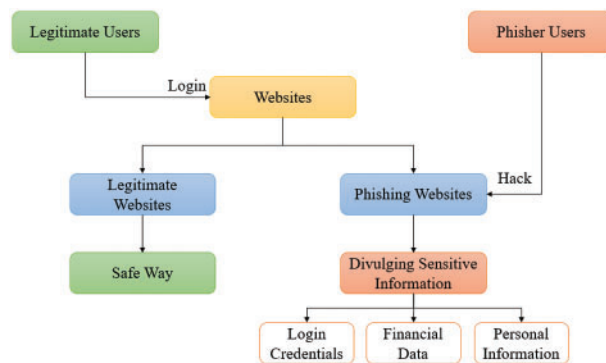 Legitimate Users
Phisher Users
Login
Websites
Legitimate
Websites
Phishing Websites
Hack
Safe Way
Divulging Sensitive
Information
Login
Credentials
Financial
Data
Personal
Information